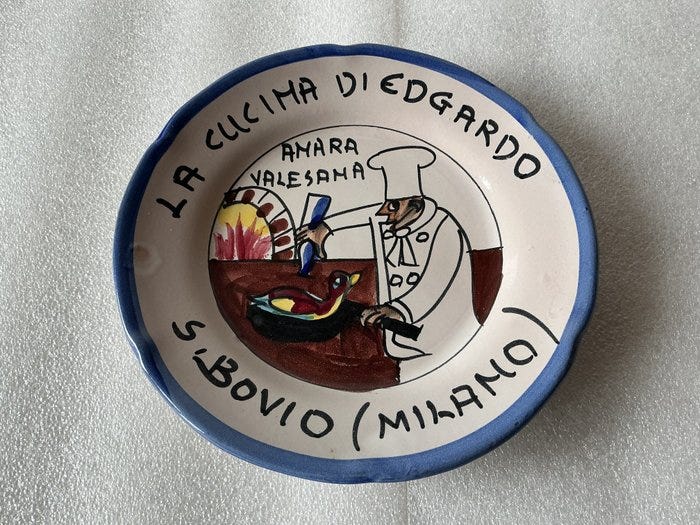 LA CUCINA DI EDGARDO
ANARA
VALESANA
S. BOVIO (MILANO)